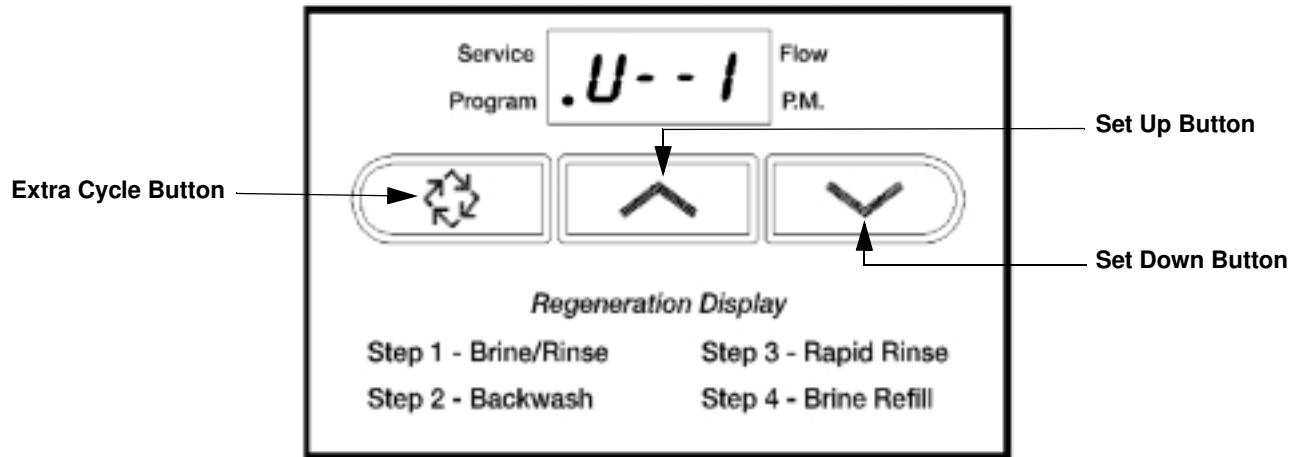 Service .U--1 Flow
Program P.M.
Set Up Button
Extra Cycle Button
Set Down Button
Regeneration Display
Step 1 - Brine/Rinse Step 3 - Rapid Rinse
Step 2 - Backwash Step 4 - Brine Refill